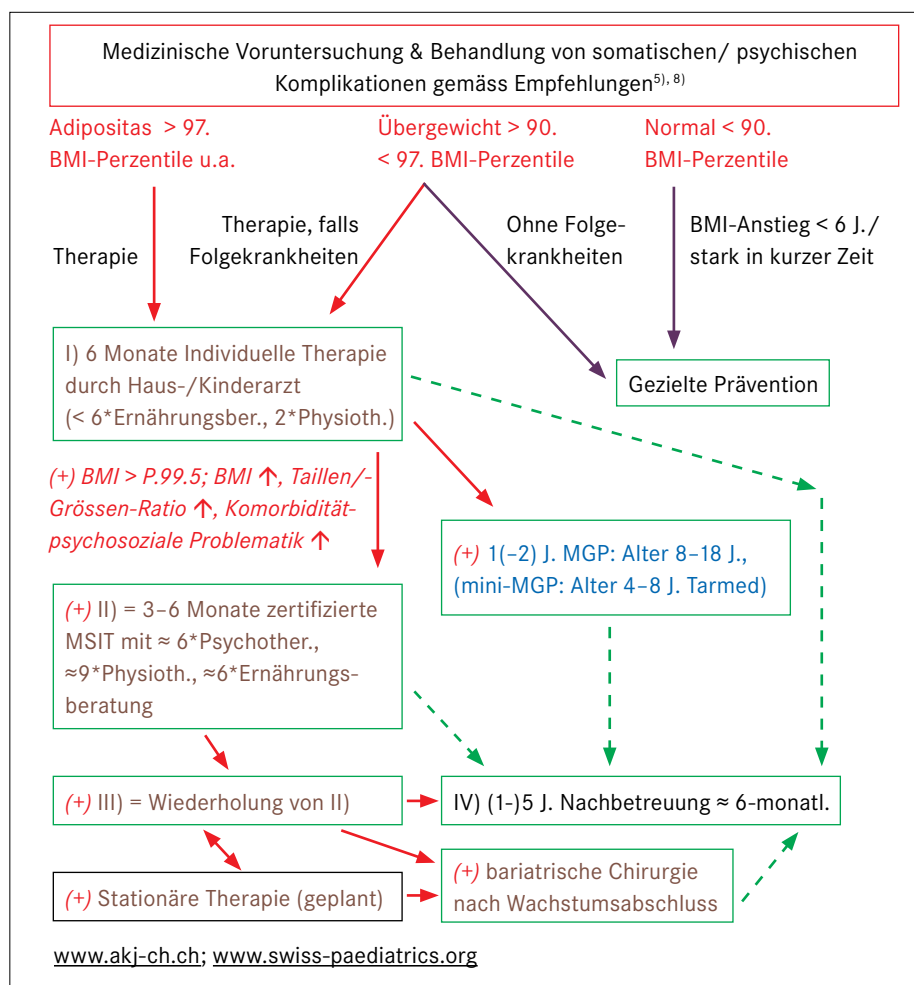 Medizinische Voruntersuchung & Behandlung von somatischen/ psychischen
Komplikationen gemäss Empfehlungen5), 8)
Adipositas > 97.
BMI-Perzentile u.a.
Übergewicht > 90.
< 97. BMI-Perzentile
Normal < 90.
BMI-Perzentile
Therapie
Therapie, falls
Folgekrankheiten
Ohne Folge-
krankheiten
BMI-Anstieg < 6 J./
stark in kurzer Zeit
I) 6 Monate Individuelle Therapie
durch Haus-/Kinderarzt
(< 6*Ernährungsber., 2*Physioth.)
Gezielte Prävention
(+) BMI > P.99.5; BMI ↑, Taillen/-
Grössen-Ratio ↑, Komorbidität-
psychosoziale Problematik ↑
(+) 1(–2) J. MGP: Alter 8–18 J.,
(mini-MGP: Alter 4–8 J. Tarmed)
(+) II) = 3–6 Monate zertifizierte
MSIT mit ≈ 6*Psychother.,
≈9*Physioth., ≈6*Ernährungs-
beratung
(+) III) = Wiederholung von II)
IV) (1-)5 J. Nachbetreuung ≈ 6-monatl.
(+) Stationäre Therapie (geplant)
(+) bariatrische Chirurgie
nach Wachstumsabschluss
www.akj-ch.ch; www.swiss-paediatrics.org